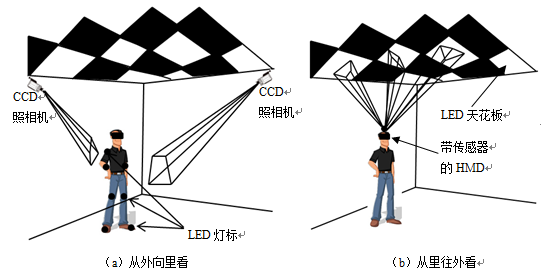 CCD
照相机
CCD
照相机
LED 灯标
(a)从外向里看
LED 天花板
带传感器
的 HMD
(b)从里往外看